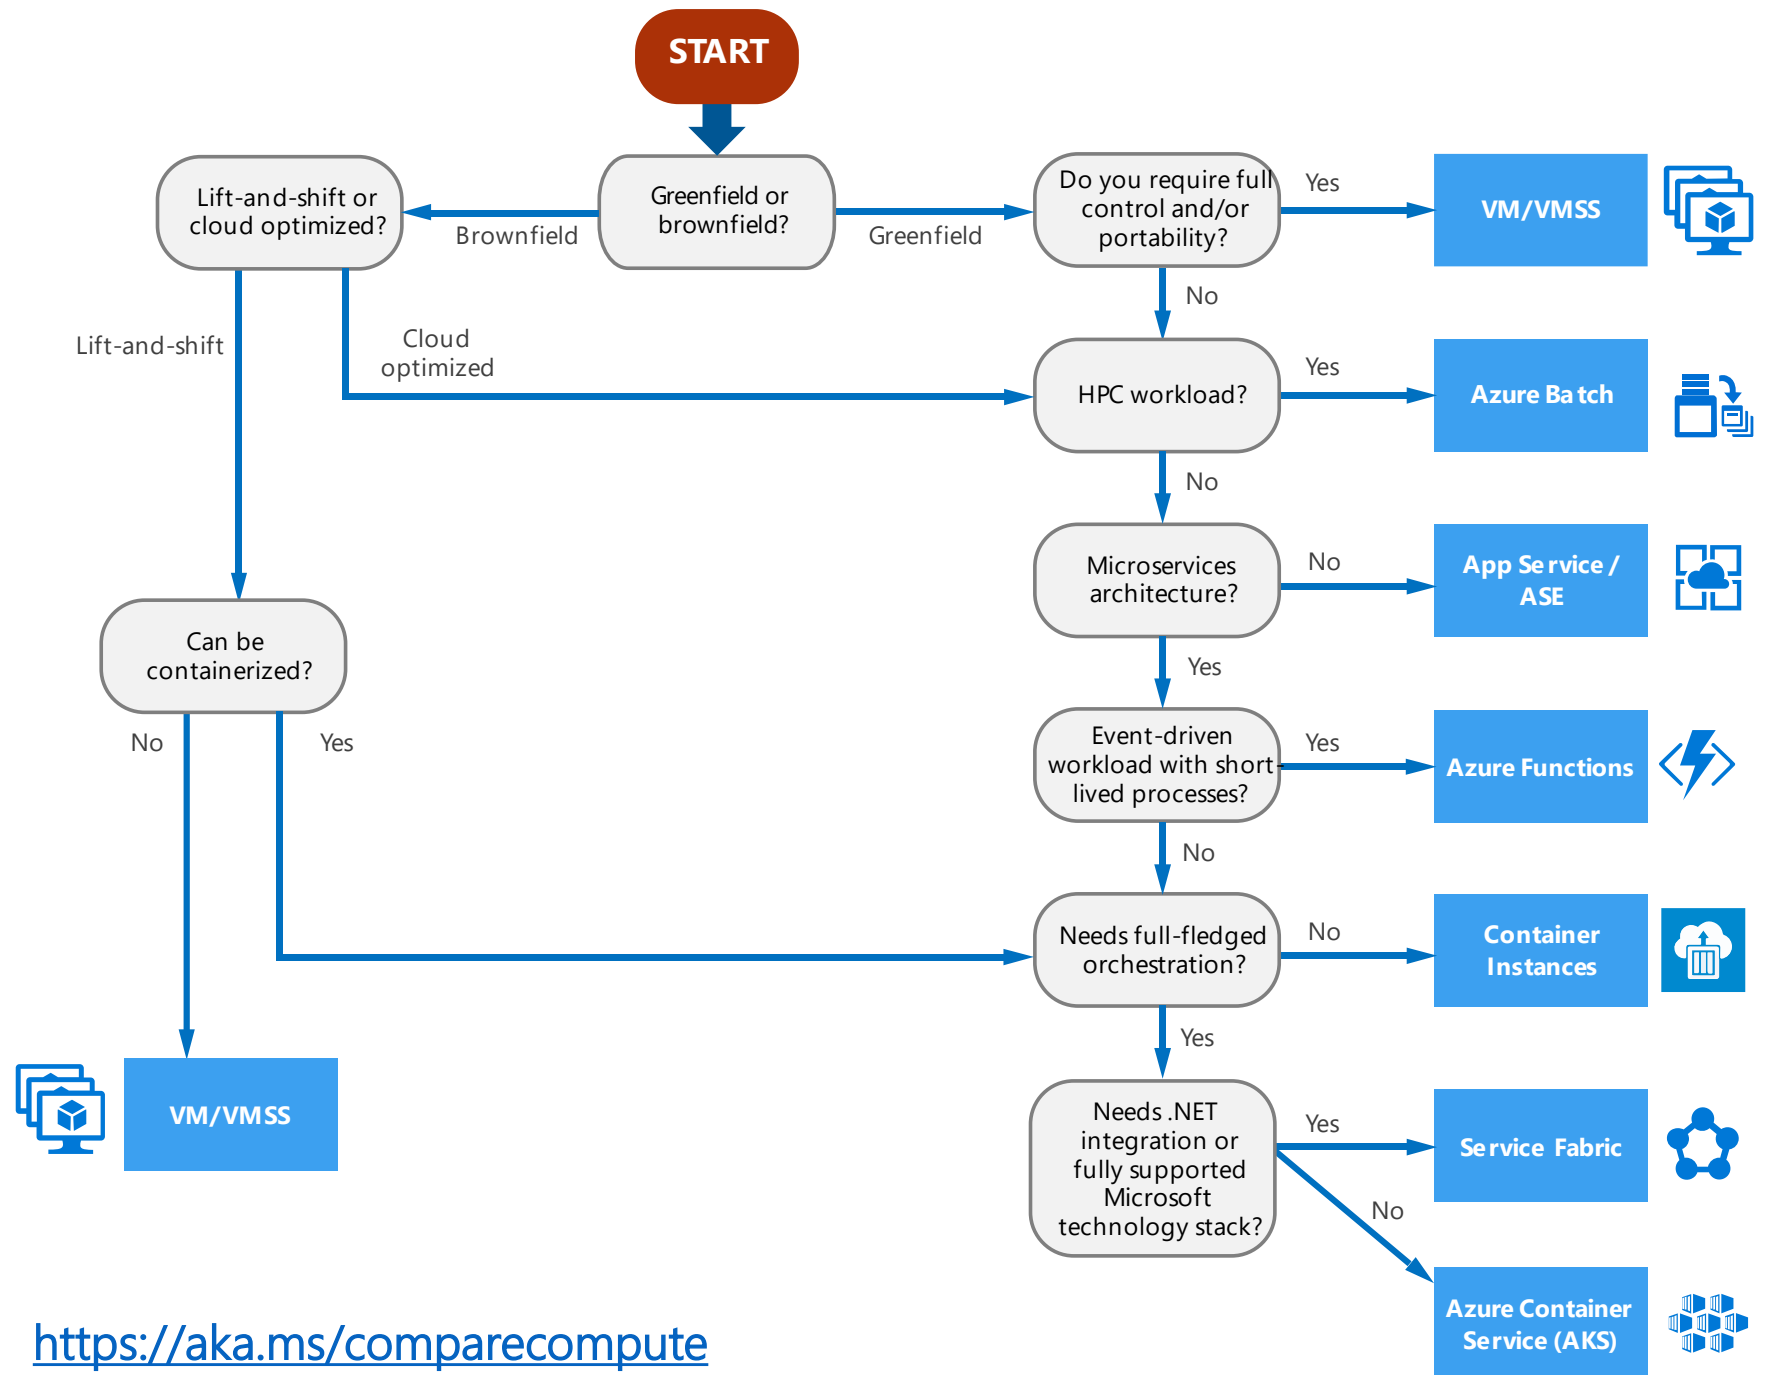 START
Lift-and-shift or
cloud optimized?
Brownfield
Greenfield or
brownfield?
Greenfield
Do you require full
control and/or
portability?
Yes
VM/VMSS
No
Lift-and-shift
Cloud
optimized
HPC workload?
Yes
Azure Batch
No
Microservices
architecture?
No
App Service /
ASE
Yes
Can be
containerized?
No
Yes
Event-driven
workload with short-
lived processes?
Yes
Azure Functions
No
Needs full-fledged
orchestration?
No
Container
Instances
Yes
VM/VMSS
Needs .NET
integration or
fully supported
Microsoft
technology stack?
Yes
Service Fabric
No
Azure Container
Service (AKS)
https://aka.ms/comparecompute